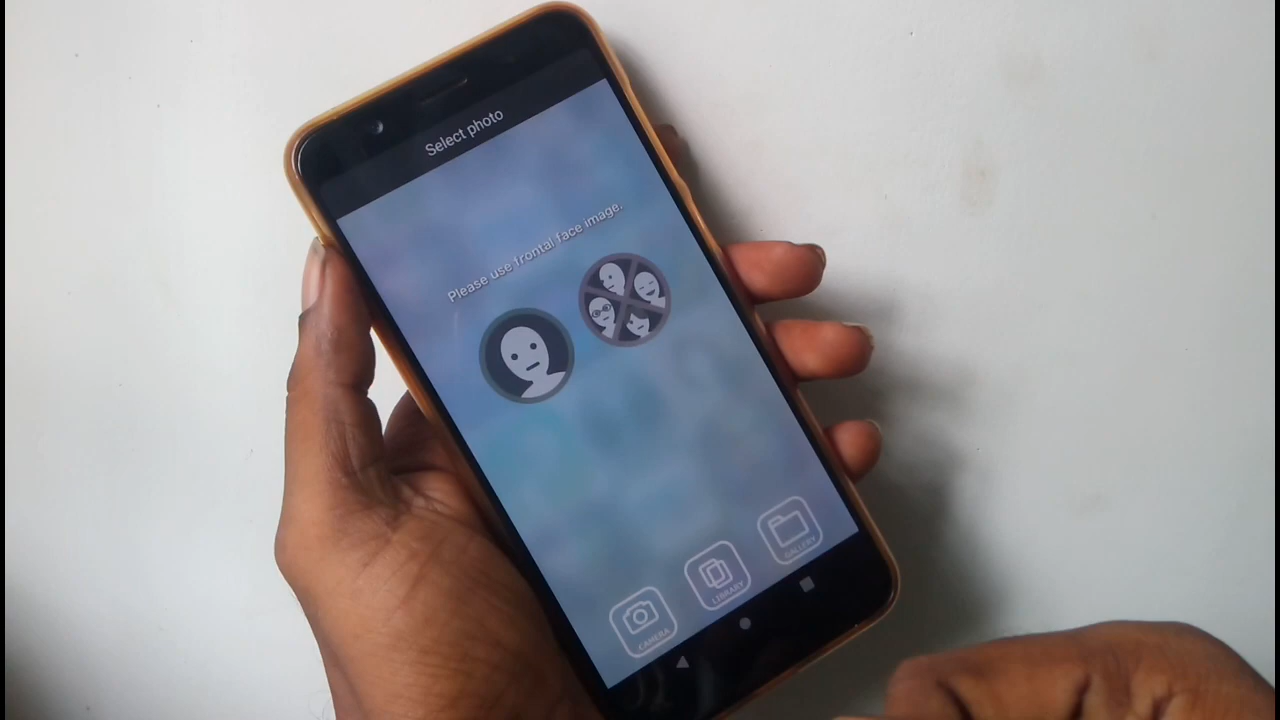 Select photo
Please use frontal face image.
CAMERA
LIBRARY
GALLERY